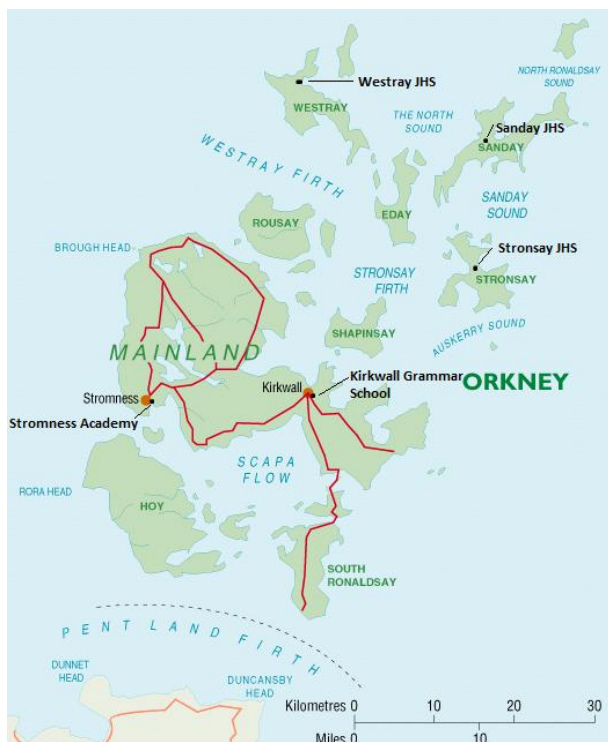 NORTH RONALDSAY
SOUND
Westray JHS
WESTRAY
THE NORTH
SOUND
Sanday JHS
SANDAY
WESTRAY FIRTH
SANDAY
SOUND
EDAY
ROUSAY
BROUGH HEAD
Stronsay JHS
STRONSAY
FIRTH
STRONSAY
SHAPINSAY
AUSKERRY SOUND
MAINLAND
Kirkwall
Kirkwall Grammar
School
ORKNEY
Stromness
Stromness Academy
SCAPA
FLOW
RORA HEAD
HOY
SOUTH
RONALDSAY
PENTLAND FIRTH
DUNNET
HEAD
DUNCANSBY
HEAD
Kilometres 0 10 20 30
Miles 0 10